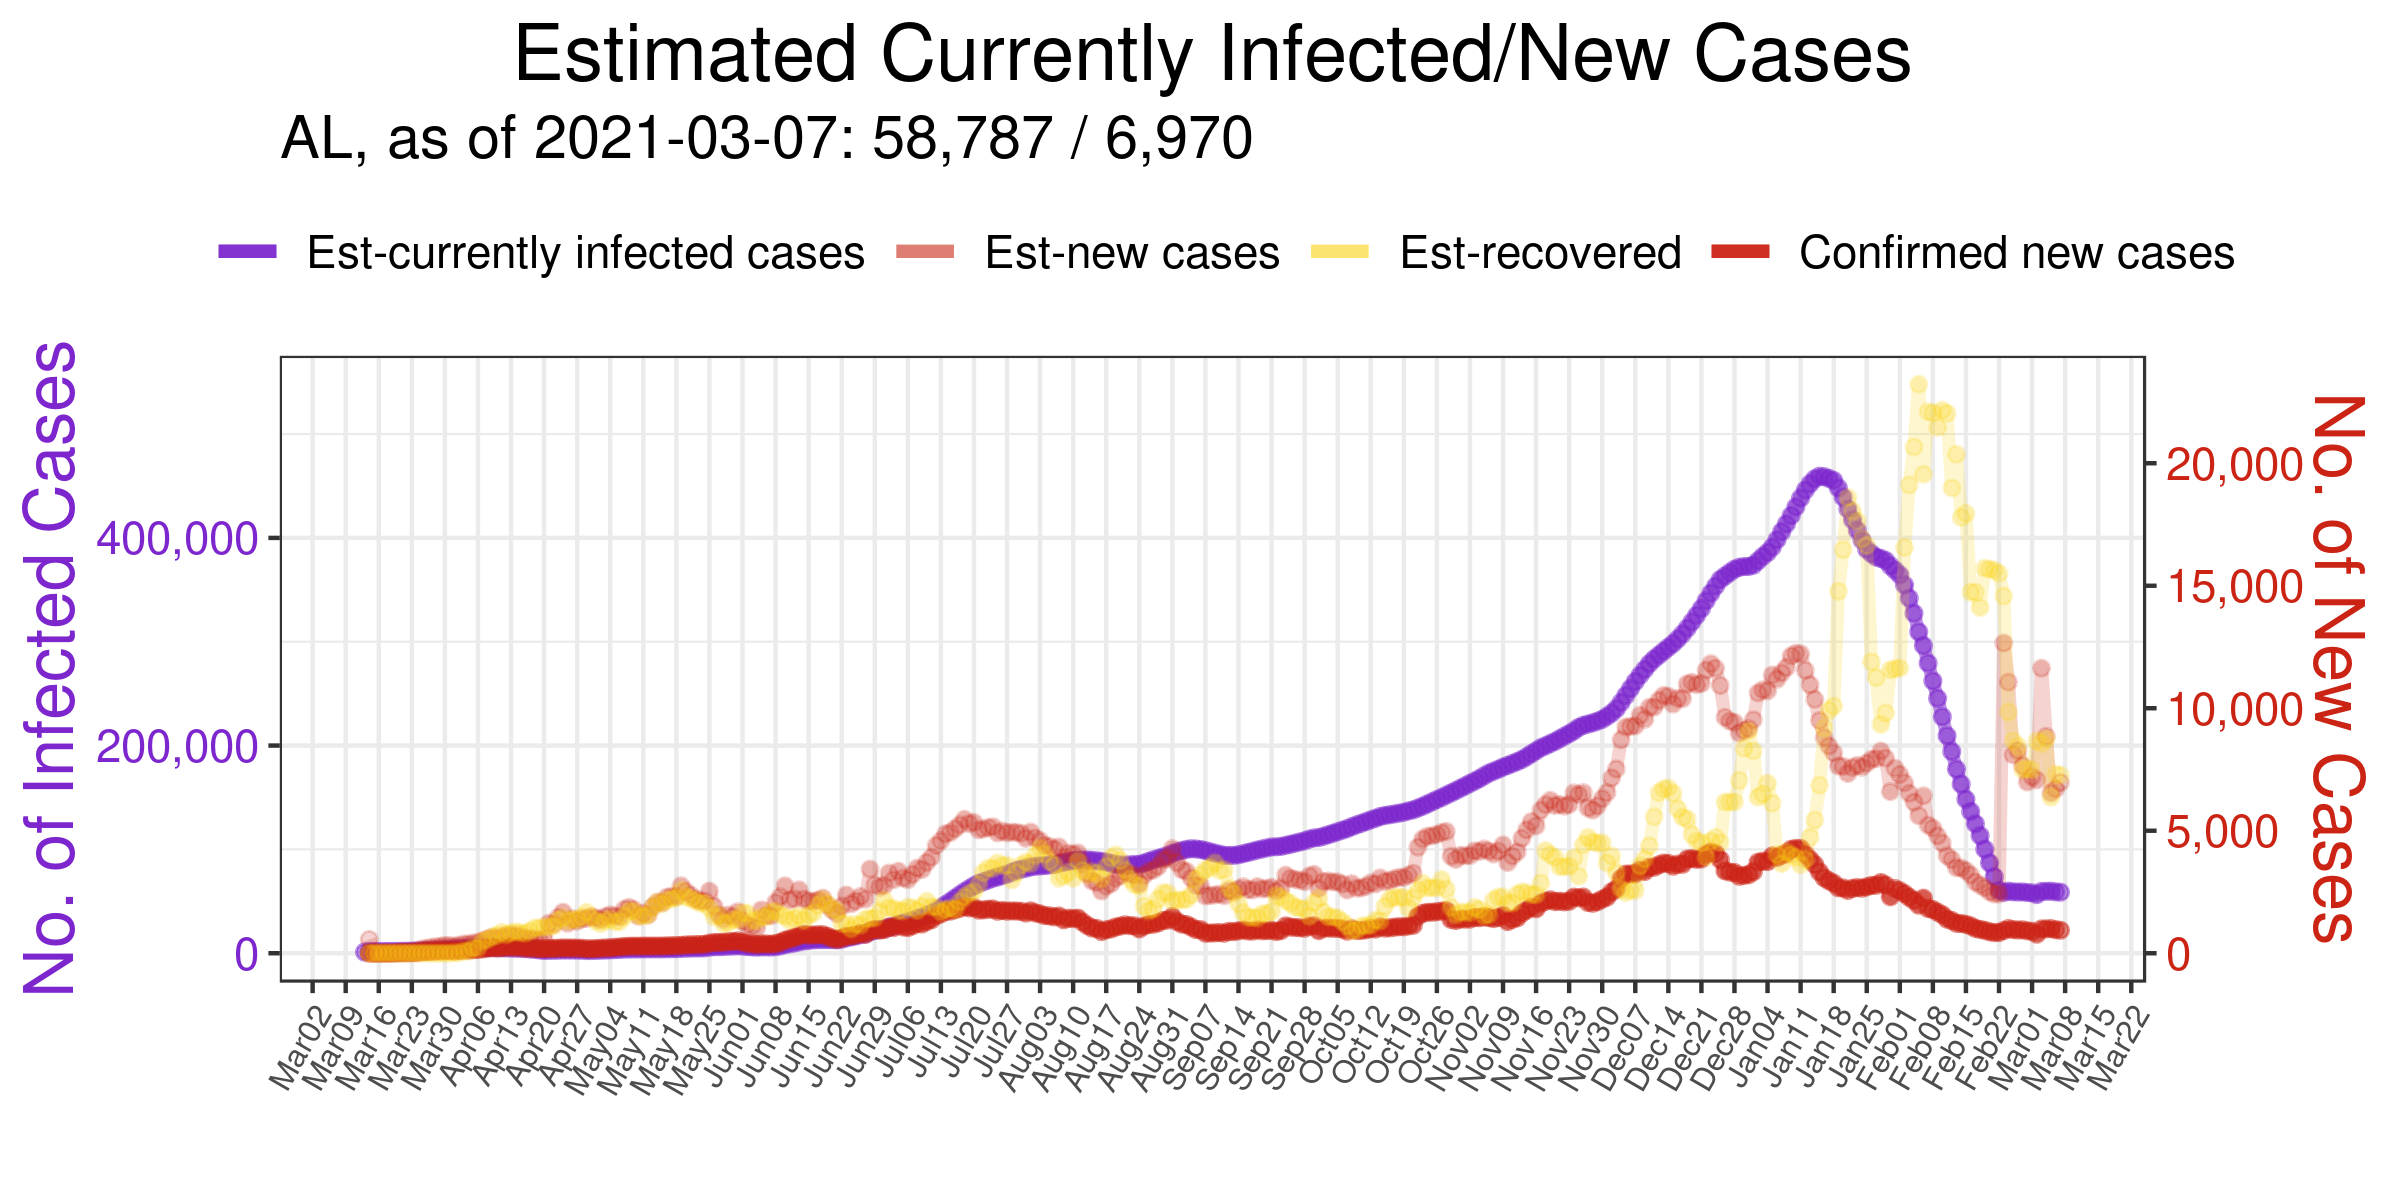 Estimated Currently Infected/New Cases
AL, as of 2021-03-07: 58,787 / 6,970
Est-currently infected cases Est-new cases Est-recovered Confirmed new cases
No. of Infected Cases
400,000
200,000
0
20,000
15,000
10,000
5,000
0
No. of New Cases
Mar02 Mar09 Mar16 Mar23 Mar30 Apr06 Apr13 Apr20 Apr27 May04 May11 May18 May25 Jun01 Jun08 Jun15 Jun22 Jun29 Jul06 Jul13 Jul20 Jul27 Aug03 Aug10 Aug17 Aug24 Aug31 Sep07 Sep14 Sep21 Sep28 Oct05 Oct12 Oct19 Oct26 Nov02 Nov09 Nov16 Nov23 Nov30 Dec07 Dec14 Dec21 Dec28 Jan04 Jan11 Jan18 Jan25 Feb01 Feb08 Feb15 Feb22 Mar01 Mar08 Mar15 Mar22